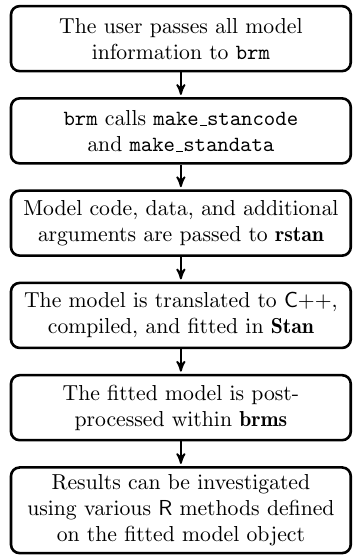 The user passes all model
information to brm
brm calls make_stancode
and make_standata
Model code, data, and additional
arguments are passed to rstan
The model is translated to C++,
compiled, and fitted in Stan
The fitted model is post-
processed within brms
Results can be investigated
using various R methods defined
on the fitted model object